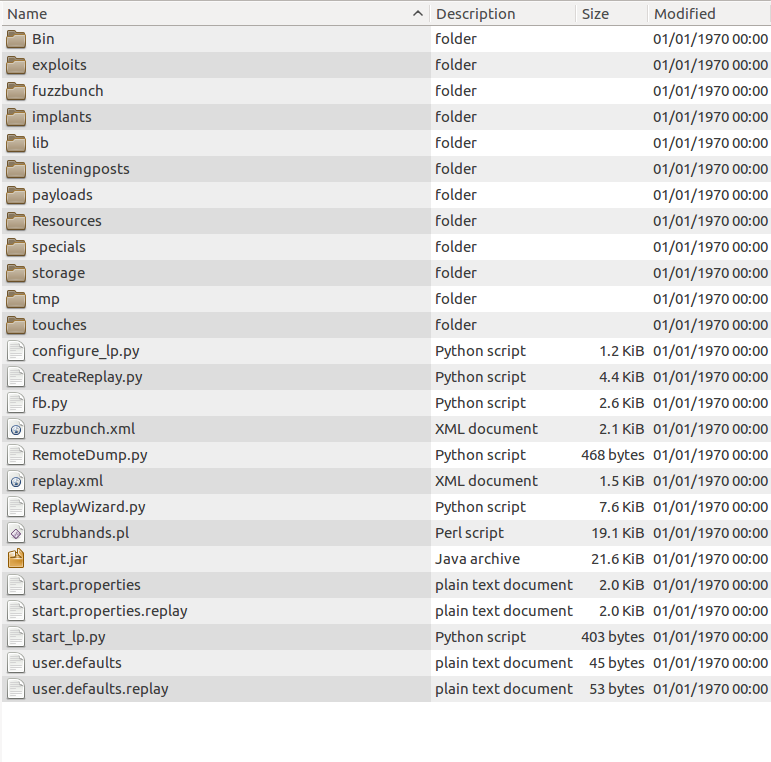 Name Description Size Modified
Bin folder 01/01/1970 00:00
exploits folder 01/01/1970 00:00
fuzzbunch folder 01/01/1970 00:00
implants folder 01/01/1970 00:00
lib folder 01/01/1970 00:00
listeningposts folder 01/01/1970 00:00
payloads folder 01/01/1970 00:00
Resources folder 01/01/1970 00:00
specials folder 01/01/1970 00:00
storage folder 01/01/1970 00:00
tmp folder 01/01/1970 00:00
touches folder 01/01/1970 00:00
configure_lp.py Python script 1.2 KiB 01/01/1970 00:00
CreateReplay.py Python script 4.4 KiB 01/01/1970 00:00
fb.py Python script 2.6 KiB 01/01/1970 00:00
Fuzzbunch.xml XML document 2.1 KiB 01/01/1970 00:00
RemoteDump.py Python script 468 bytes 01/01/1970 00:00
replay.xml XML document 1.5 KiB 01/01/1970 00:00
ReplayWizard.py Python script 7.6 KiB 01/01/1970 00:00
scrubhands.pl Perl script 19.1 KiB 01/01/1970 00:00
Start.jar Java archive 21.6 KiB 01/01/1970 00:00
start.properties plain text document 2.0 KiB 01/01/1970 00:00
start.properties.replay plain text document 2.0 KiB 01/01/1970 00:00
start_lp.py Python script 403 bytes 01/01/1970 00:00
user.defaults plain text document 45 bytes 01/01/1970 00:00
user.defaults.replay plain text document 53 bytes 01/01/1970 00:00